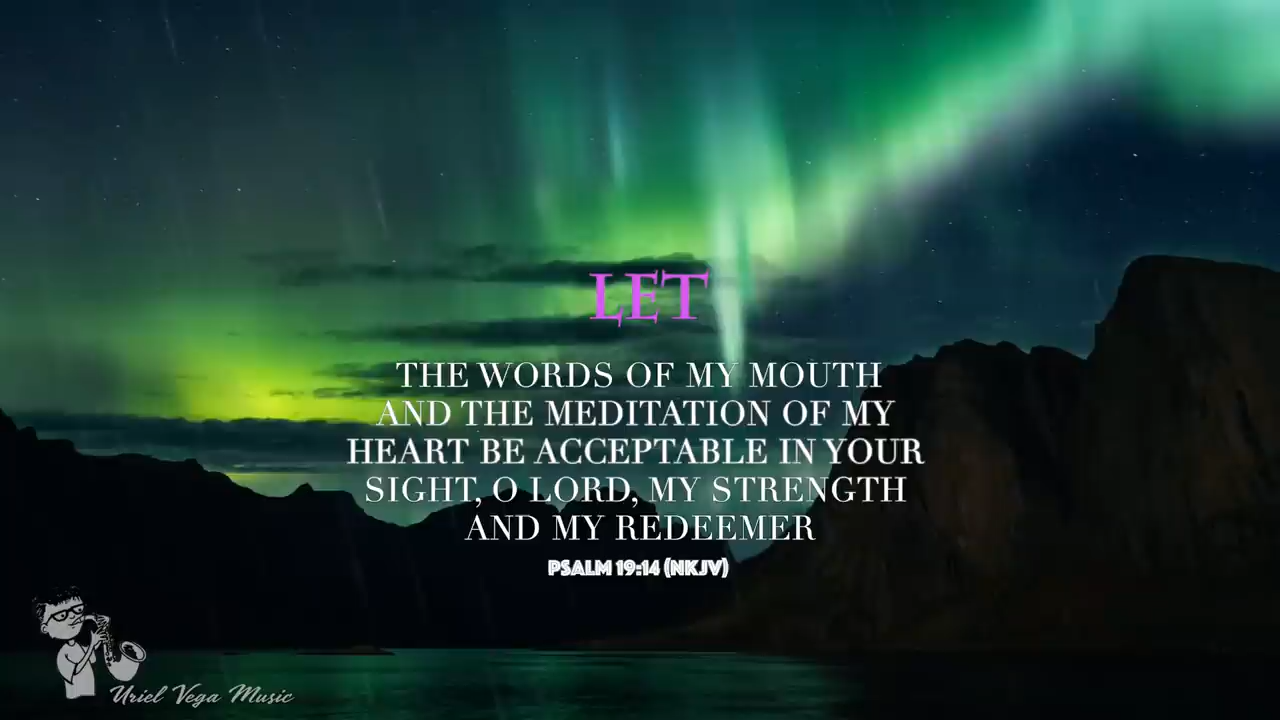 LET
THE WORDS OF MY MOUTH
AND THE MEDITATION OF MY
HEART BE ACCEPTABLE IN YOUR
SIGHT, O LORD, MY STRENGTH
AND MY REDEEMER
PSALM 19:14 (NKJV)
Uriel Vega Music